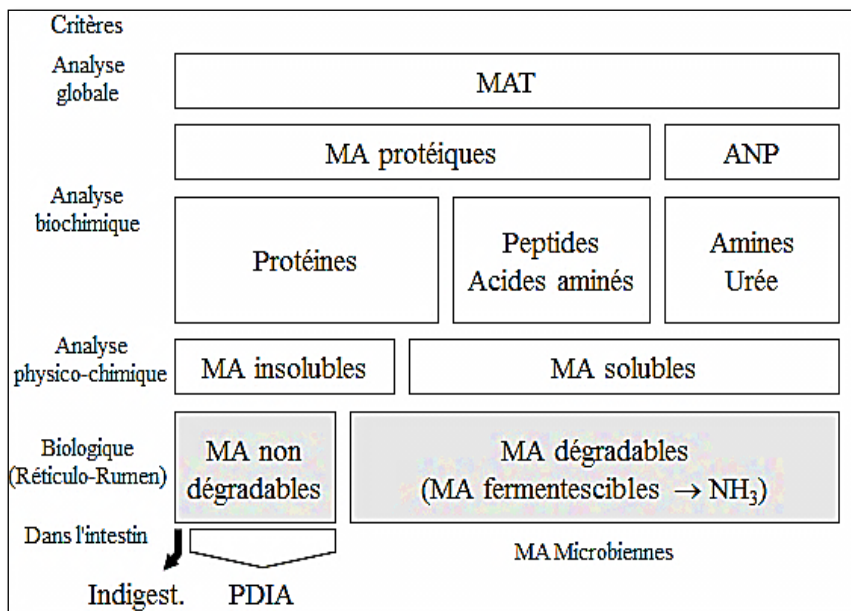 Critères
Analyse
globale
MAT
MA protéiques
ANP
Analyse
biochimique
Protéines
Peptides
Acides aminés
Amines
Urée
Analyse
physico-chimique
MA insolubles
MA solubles
Biologique
(Réticulo-Rumen)
MA non
dégradables
MA dégradables
(MA fermentescibles → NH₃)
Dans l'intestin
MA Microbiennes
Indigest.
PDIA